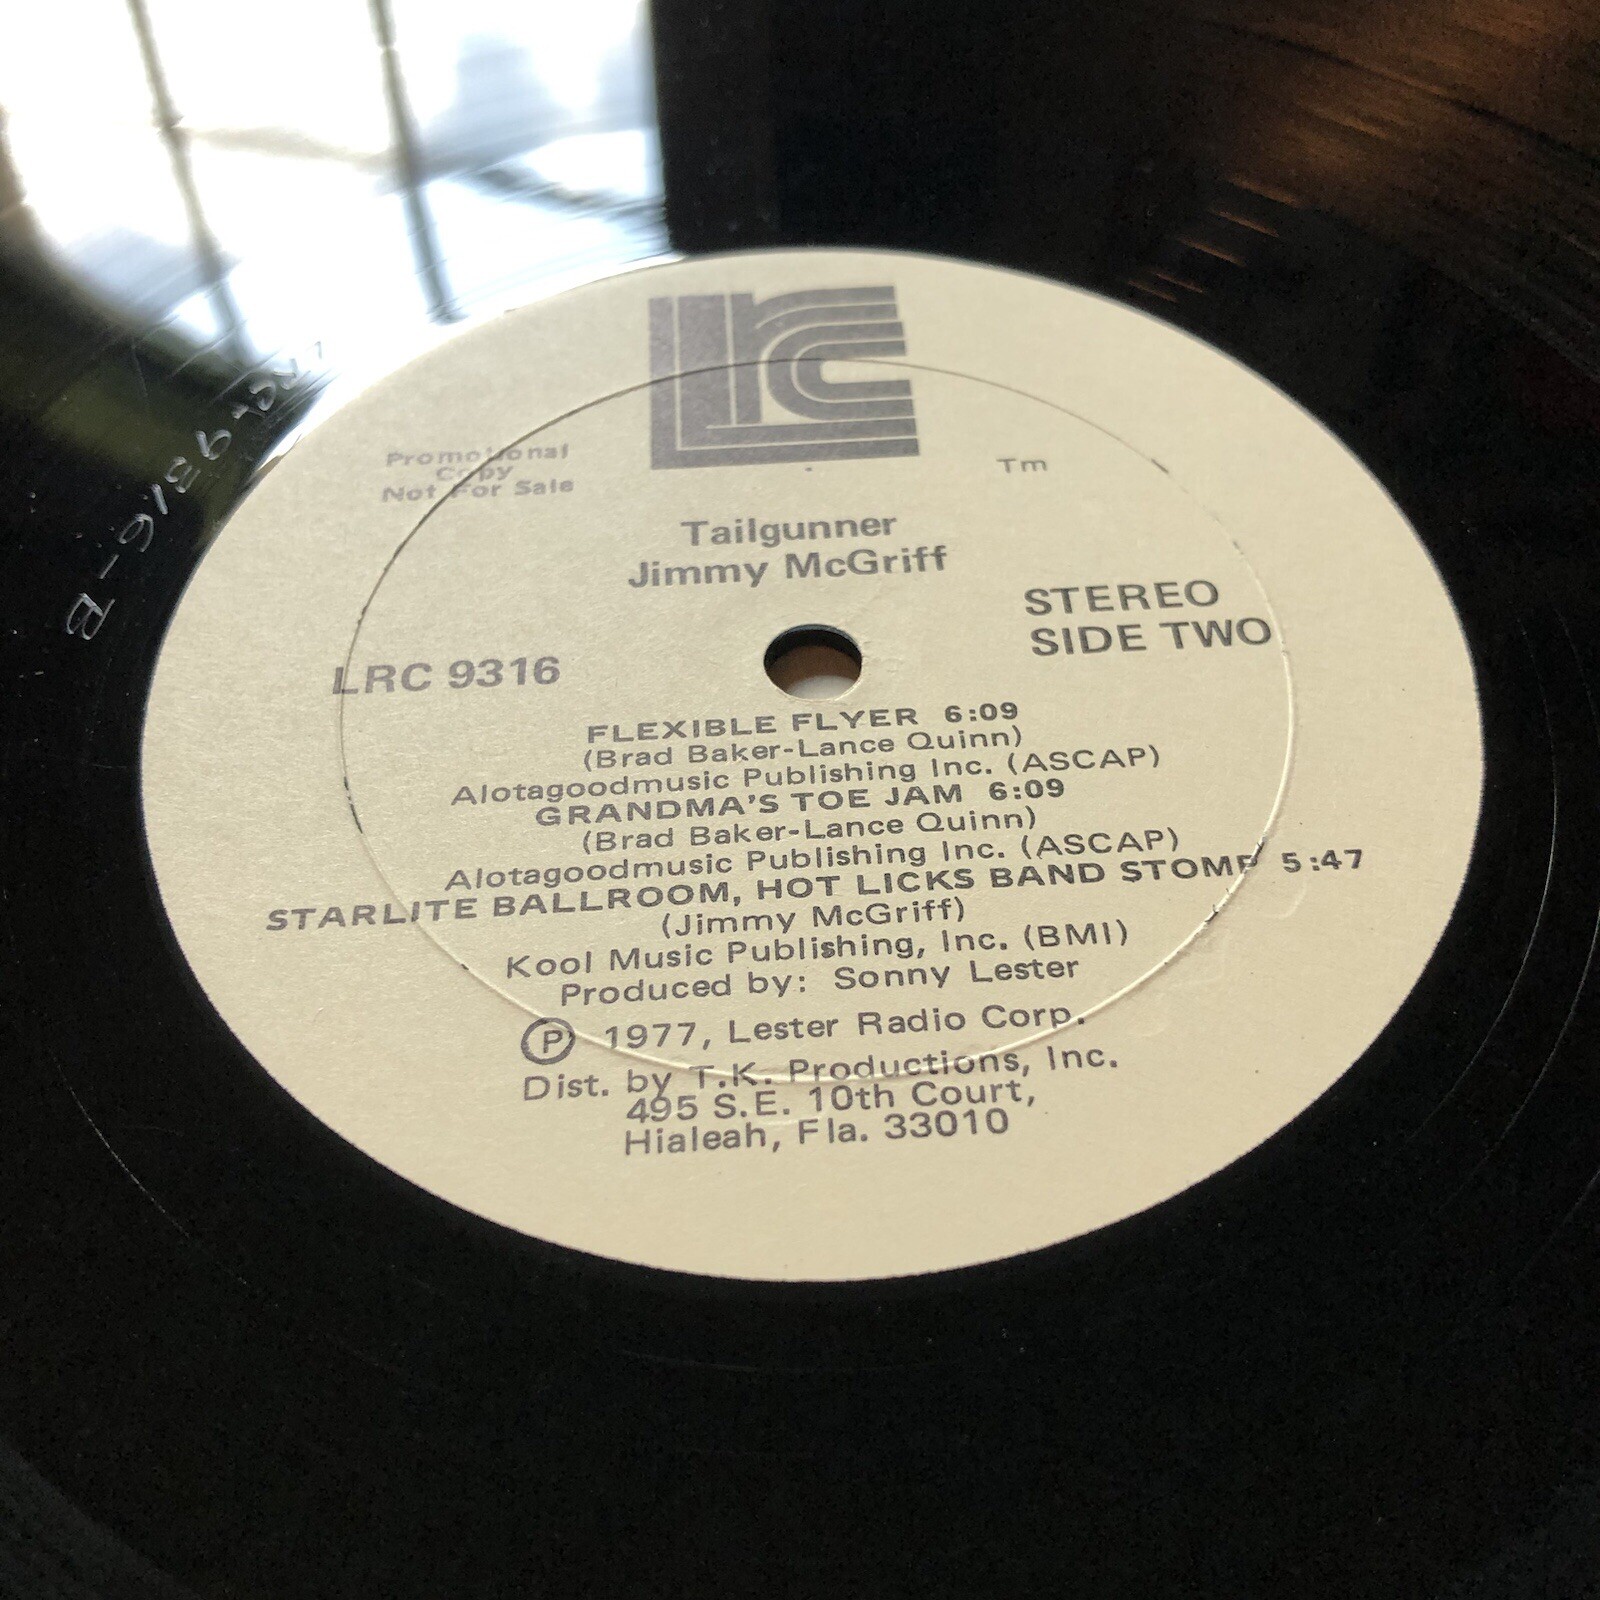 LRC
Promotional
Copy
Not For Sale
Tm
Tailgunner
Jimmy McGriff
STEREO
SIDE TWO
LRC 9316
FLEXIBLE FLYER 6:09
(Brad Baker-Lance Quinn)
Alotagoodmusic Publishing Inc. (ASCAP)
GRANDMA'S TOE JAM 6:09
(Brad Baker-Lance Quinn)
Alotagoodmusic Publishing Inc. (ASCAP)
STARLITE BALLROOM, HOT LICKS BAND STOMP 5:47
(Jimmy McGriff)
Kool Music Publishing, Inc. (BMI)
Produced by: Sonny Lester
Ⓟ 1977, Lester Radio Corp.
Dist. by T.K. Productions, Inc.
495 S.E. 10th Court,
Hialeah, Fla. 33010
LRC-9316-B